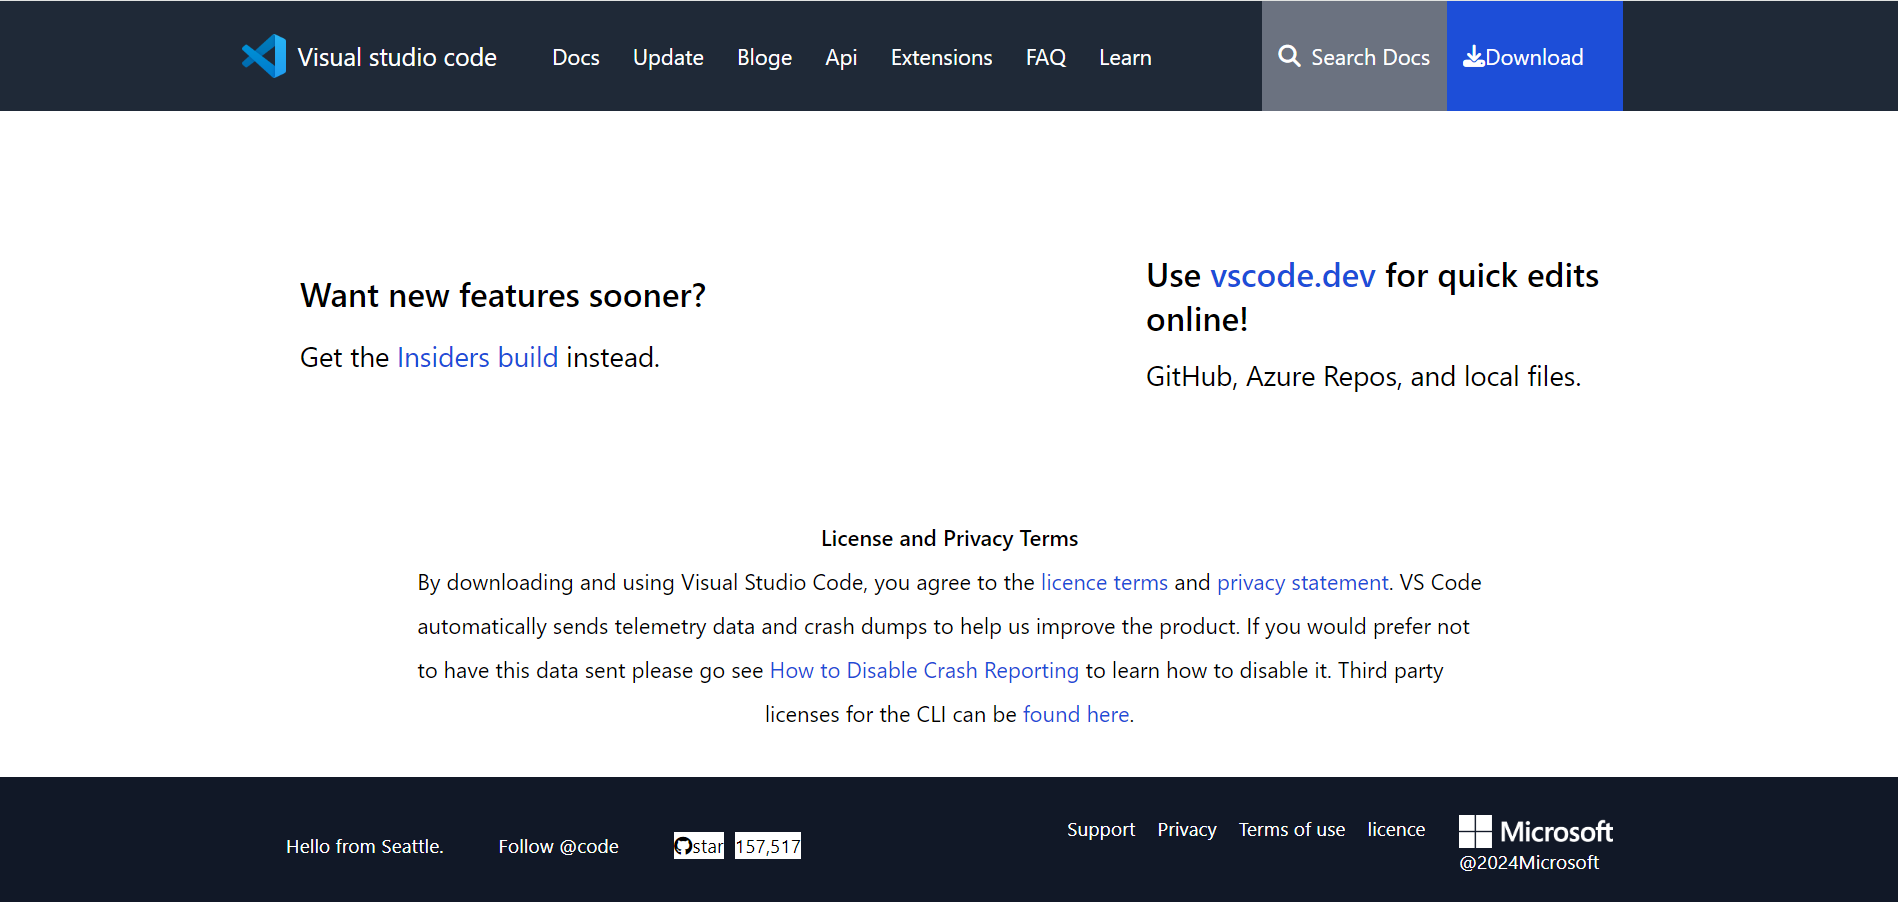 Visual studio code Docs Update Bloge Api Extensions FAQ Learn Search Docs Download
Want new features sooner?
Get the Insiders build instead.
Use vscode.dev for quick edits
online!
GitHub, Azure Repos, and local files.
License and Privacy Terms
By downloading and using Visual Studio Code, you agree to the licence terms and privacy statement. VS Code
automatically sends telemetry data and crash dumps to help us improve the product. If you would prefer not
to have this data sent please go see How to Disable Crash Reporting to learn how to disable it. Third party
licenses for the CLI can be found here.
Hello from Seattle. Follow @code star 157,517
Support Privacy Terms of use licence Microsoft
@2024Microsoft